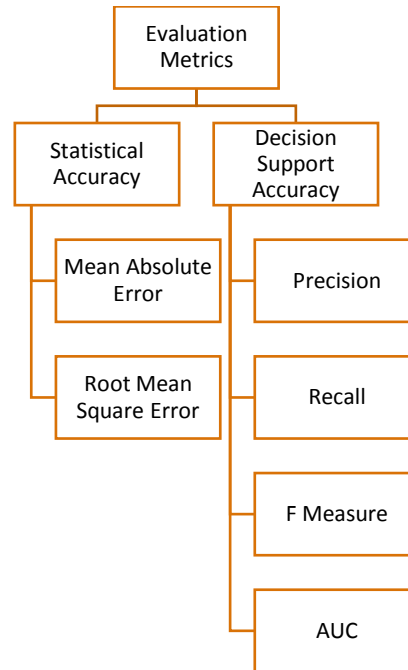 Evaluation
Metrics
Statistical
Accuracy
Mean Absolute
Error
Root Mean
Square Error
Decision
Support
Accuracy
Precision
Recall
F Measure
AUC